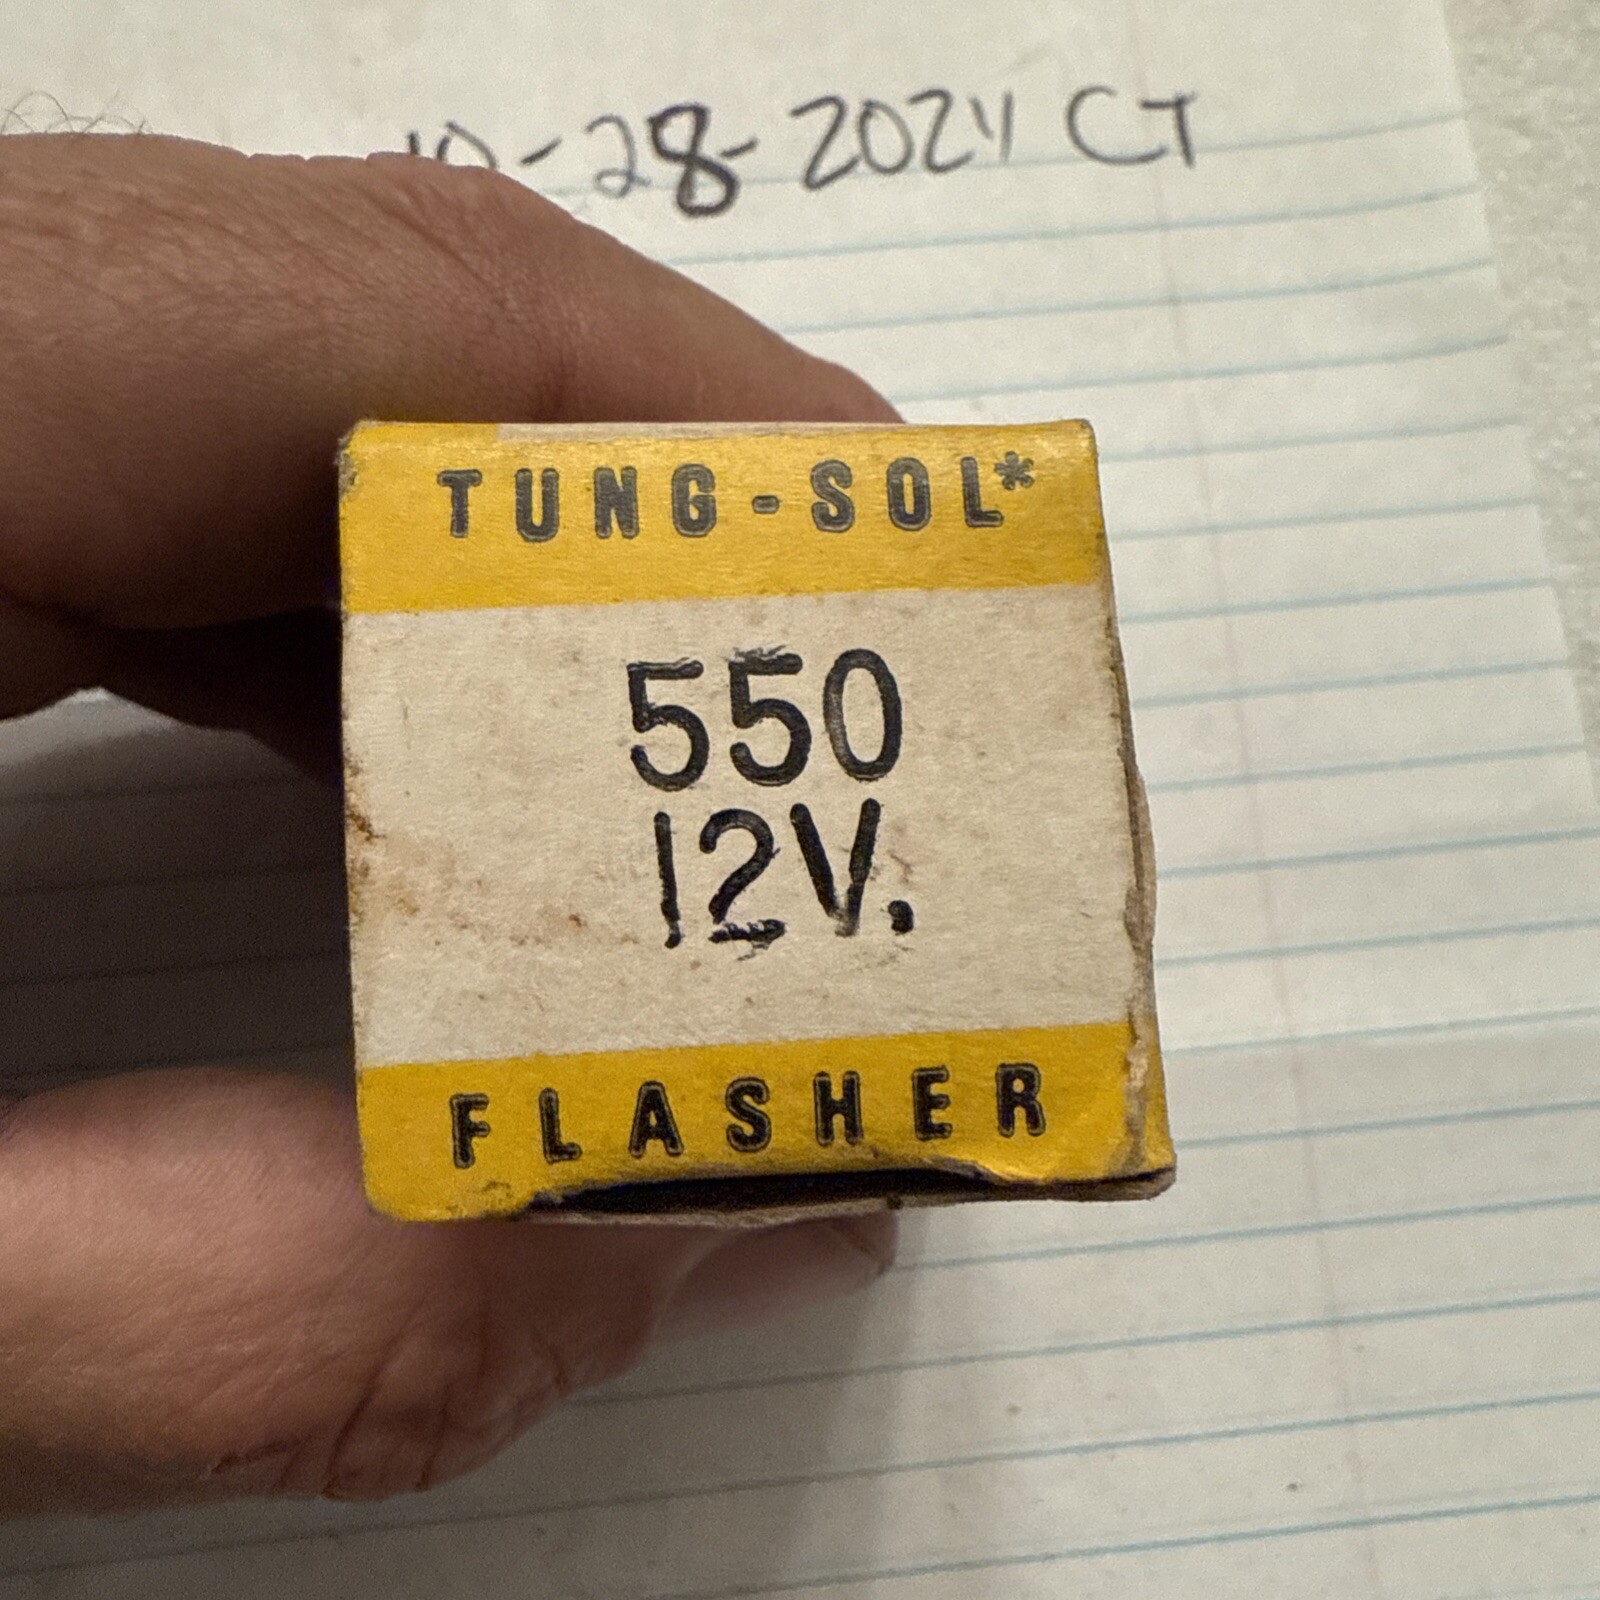 10-28-2024 CT
TUNG-SOL*
550
12V.
FLASHER